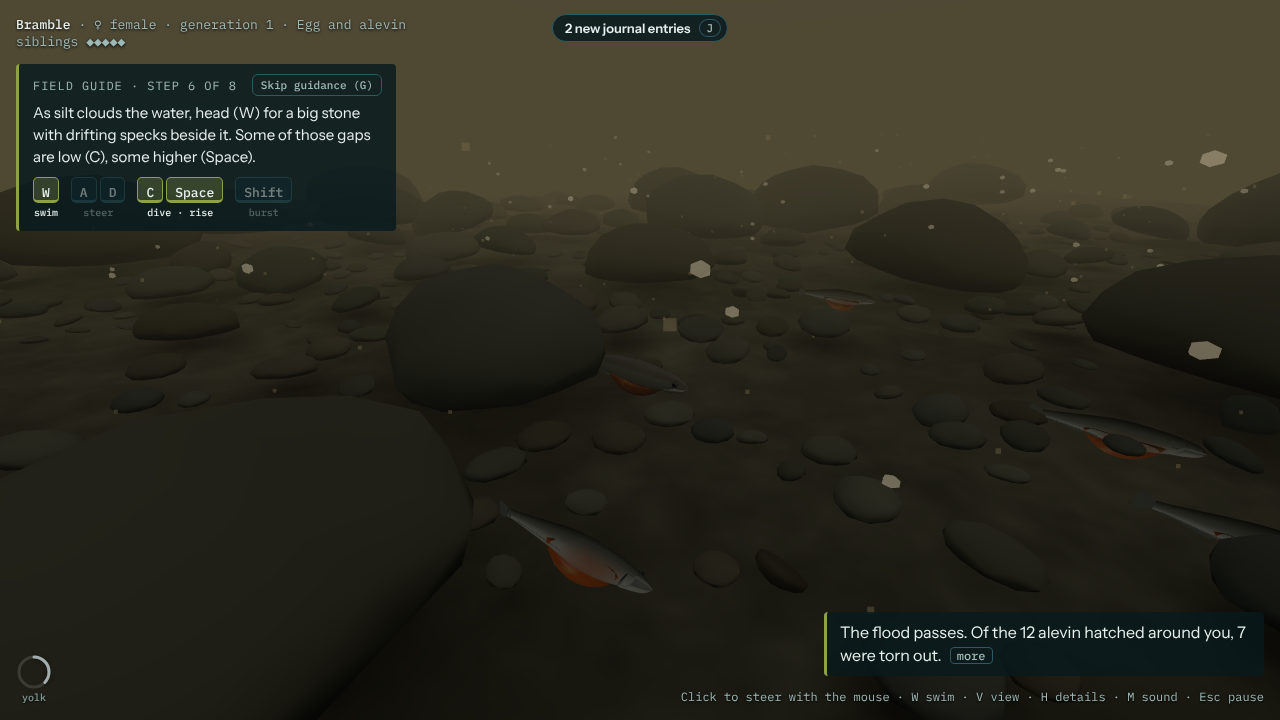 Bramble · ♀ female · generation 1 · Egg and alevin
siblings ◆◆◆◆◆
2 new journal entries J
FIELD GUIDE · STEP 6 OF 8 Skip guidance (G)
As silt clouds the water, head (W) for a big stone
with drifting specks beside it. Some of those gaps
are low (C), some higher (Space).
W A D C Space Shift
swim steer dive · rise burst
The flood passes. Of the 12 alevin hatched around you, 7
were torn out. more
yolk
Click to steer with the mouse · W swim · V view · H details · M sound · Esc pause